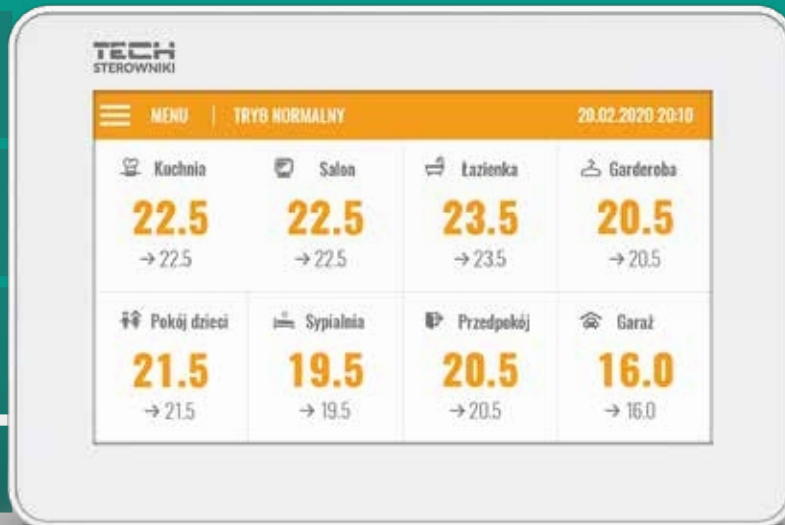 TECH
STEROWNIKI
MENU | TRYB NORMALNY 20.02.2020 20:10
Kuchnia Salon Łazienka Garderoba
22.5 22.5 23.5 20.5
→ 22.5 → 22.5 → 23.5 → 20.5
Pokój dzieci Sypialnia Przedpokój Garaż
21.5 19.5 20.5 16.0
→ 21.5 → 19.5 → 20.5 → 16.0